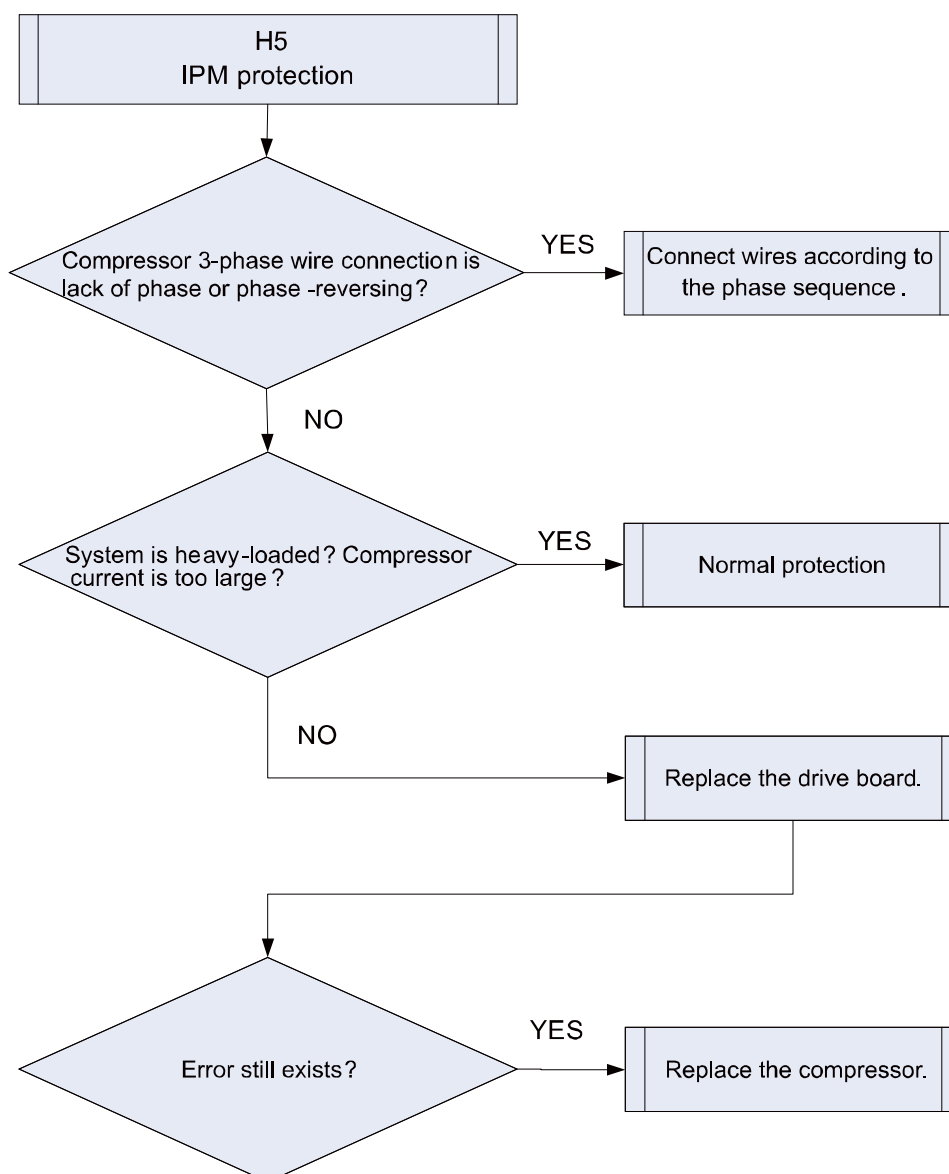 H5
IPM protection
Compressor 3-phase wire connection is
lack of phase or phase -reversing?
YES
Connect wires according to
the phase sequence.
NO
System is heavy-loaded? Compressor
current is too large?
YES
Normal protection
NO
Replace the drive board.
Error still exists?
YES
Replace the compressor.